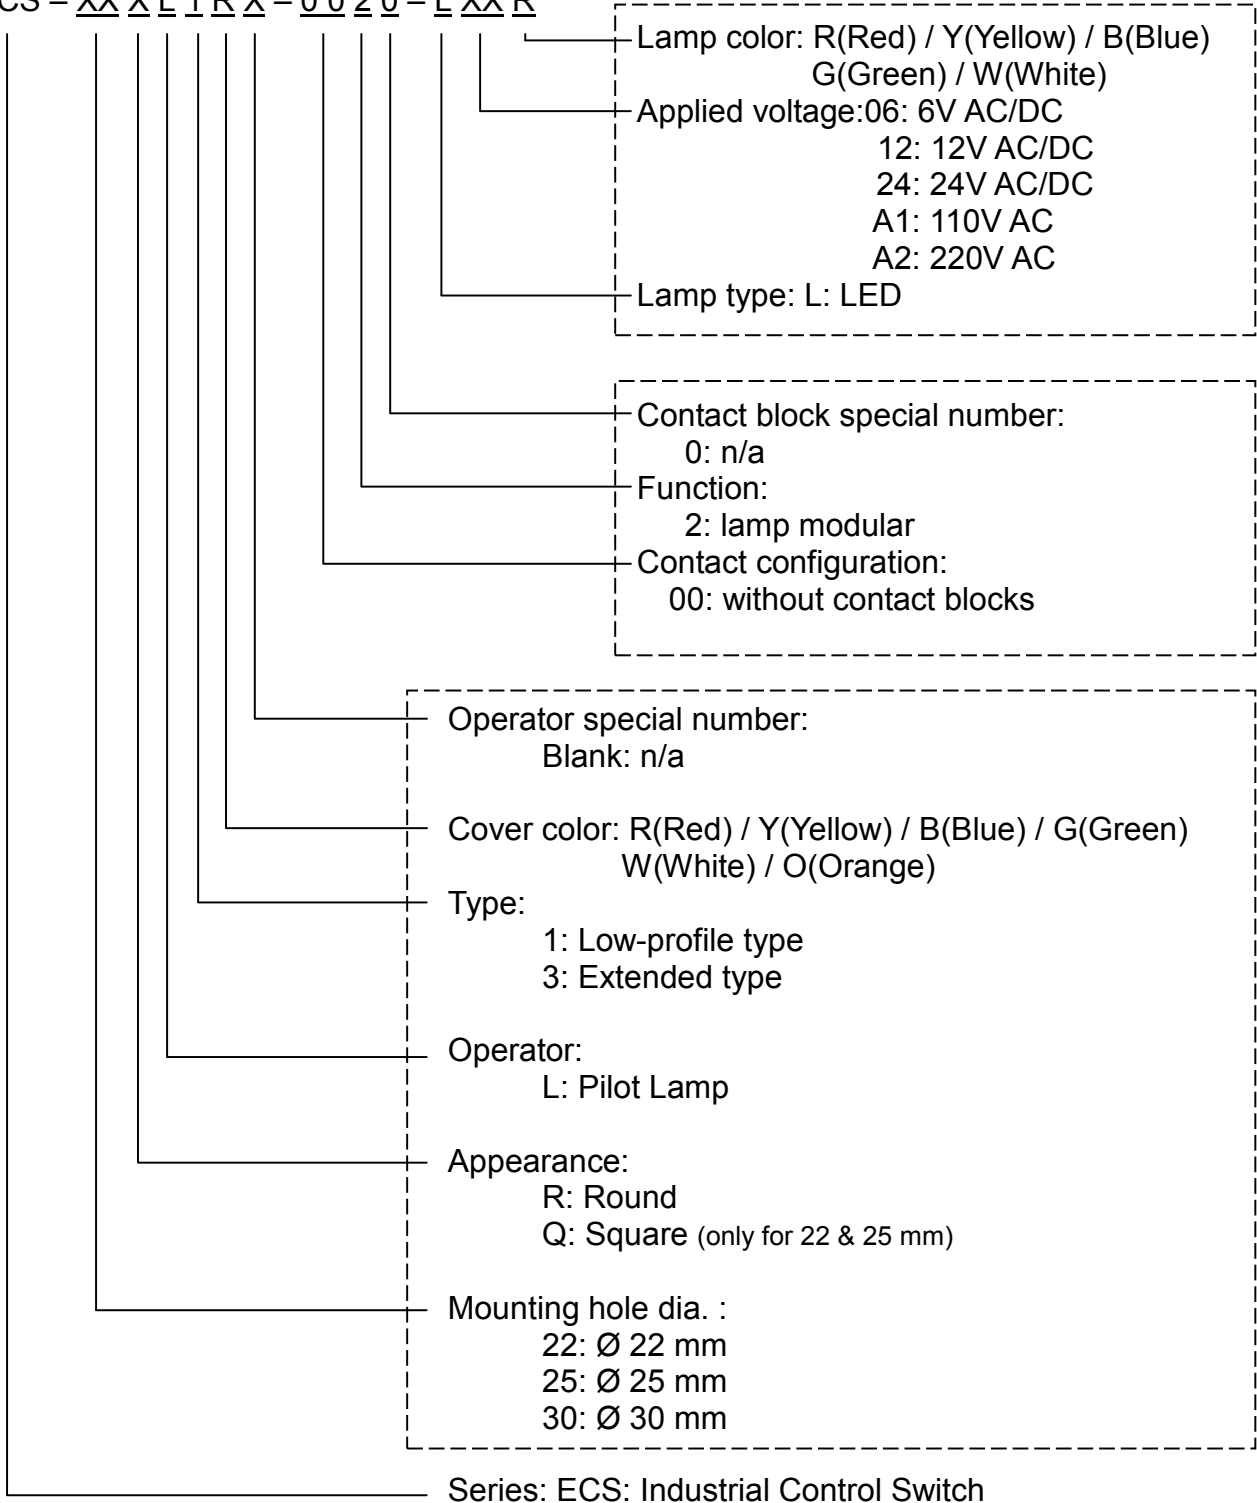 CS – XX X L 1 R X – 0 0 2 0 – L XX R
Lamp color: R(Red) / Y(Yellow) / B(Blue)
G(Green) / W(White)
Applied voltage:06: 6V AC/DC
12: 12V AC/DC
24: 24V AC/DC
A1: 110V AC
A2: 220V AC
Lamp type: L: LED
Contact block special number:
0: n/a
Function:
2: lamp modular
Contact configuration:
00: without contact blocks
Operator special number:
Blank: n/a
Cover color: R(Red) / Y(Yellow) / B(Blue) / G(Green)
W(White) / O(Orange)
Type:
1: Low-profile type
3: Extended type
Operator:
L: Pilot Lamp
Appearance:
R: Round
Q: Square (only for 22 & 25 mm)
Mounting hole dia. :
22: Ø 22 mm
25: Ø 25 mm
30: Ø 30 mm
Series: ECS: Industrial Control Switch